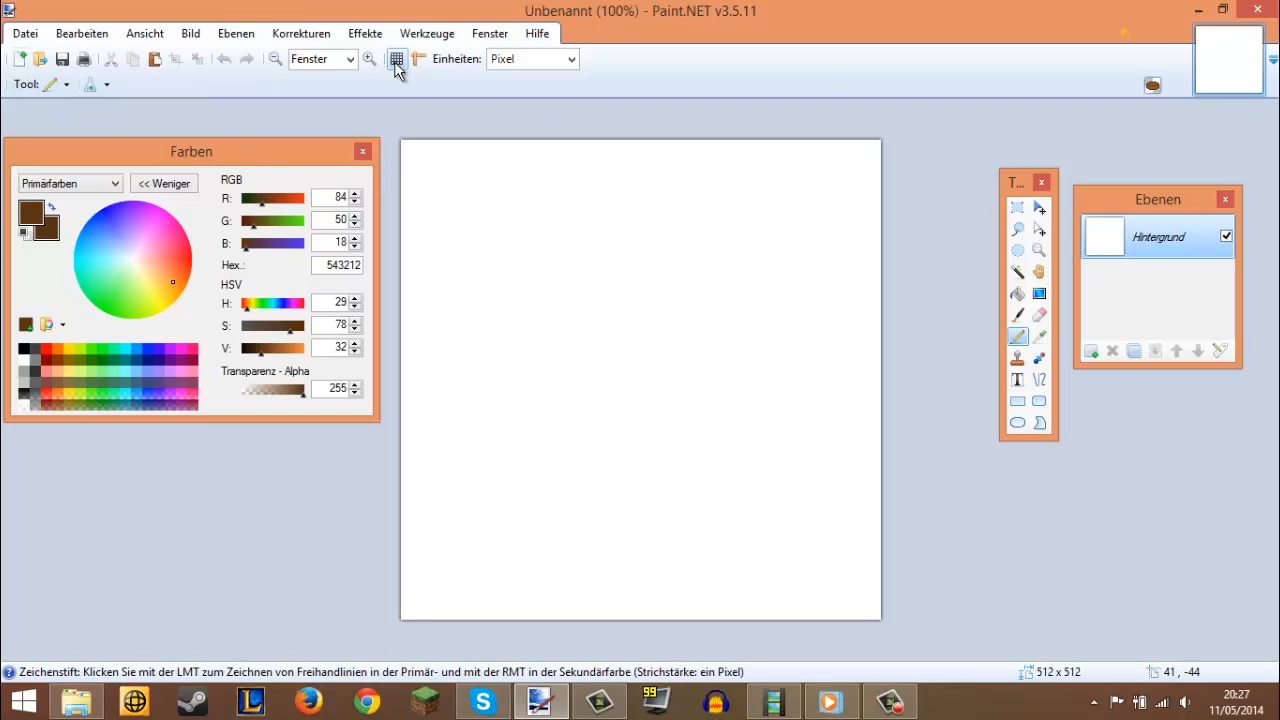 Unbenannt (100%) - Paint.NET v3.5.11
Datei Bearbeiten Ansicht Bild Ebenen Korrekturen Effekte Werkzeuge Fenster Hilfe
Fenster Einheiten: Pixel
Tool:
Farben
Primärfarben << Weniger
RGB
R: 84
G: 50
B: 18
Hex.: 543212
HSV
H: 29
S: 78
V: 32
Transparenz - Alpha
255
T...
Ebenen
Hintergrund
Zeichenstift: Klicken Sie mit der LMT zum Zeichnen von Freihandlinien in der Primär- und mit der RMT in der Sekundärfarbe (Strichstärke: ein Pixel)
512 x 512
41, -44
99
20:27
11/05/2014